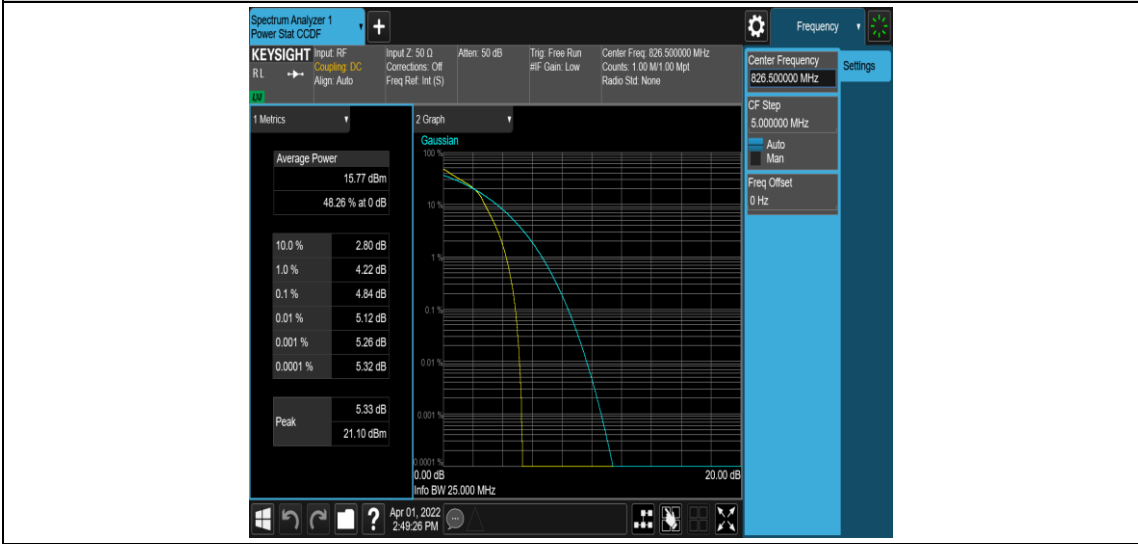 Spectrum Analyzer 1
Power Stat CCDF
+
Frequency
KEYSIGHT
RL
LNI
Input: RF
Coupling: DC
Align: Auto
Input Z: 50 Ω
Corrections: Off
Freq Ref: Int (S)
Atten: 50 dB
Trig: Free Run
#IF Gain: Low
Center Freq: 826.500000 MHz
Counts: 1.00 M/1.00 Mpt
Radio Std: None
Center Frequency
826.500000 MHz
Settings
CF Step
5.000000 MHz
Auto
Man
Freq Offset
0 Hz
1 Metrics
Average Power
15.77 dBm
48.26 % at 0 dB
10.0 % 2.80 dB
1.0 % 4.22 dB
0.1 % 4.84 dB
0.01 % 5.12 dB
0.001 % 5.26 dB
0.0001 % 5.32 dB
Peak
5.33 dB
21.10 dBm
2 Graph
Gaussian
100 %
10 %
1 %
0.1 %
0.01 %
0.001 %
0.0001 %
0.00 dB
20.00 dB
Info BW 25.000 MHz
?
Apr 01, 2022
2:49:26 PM